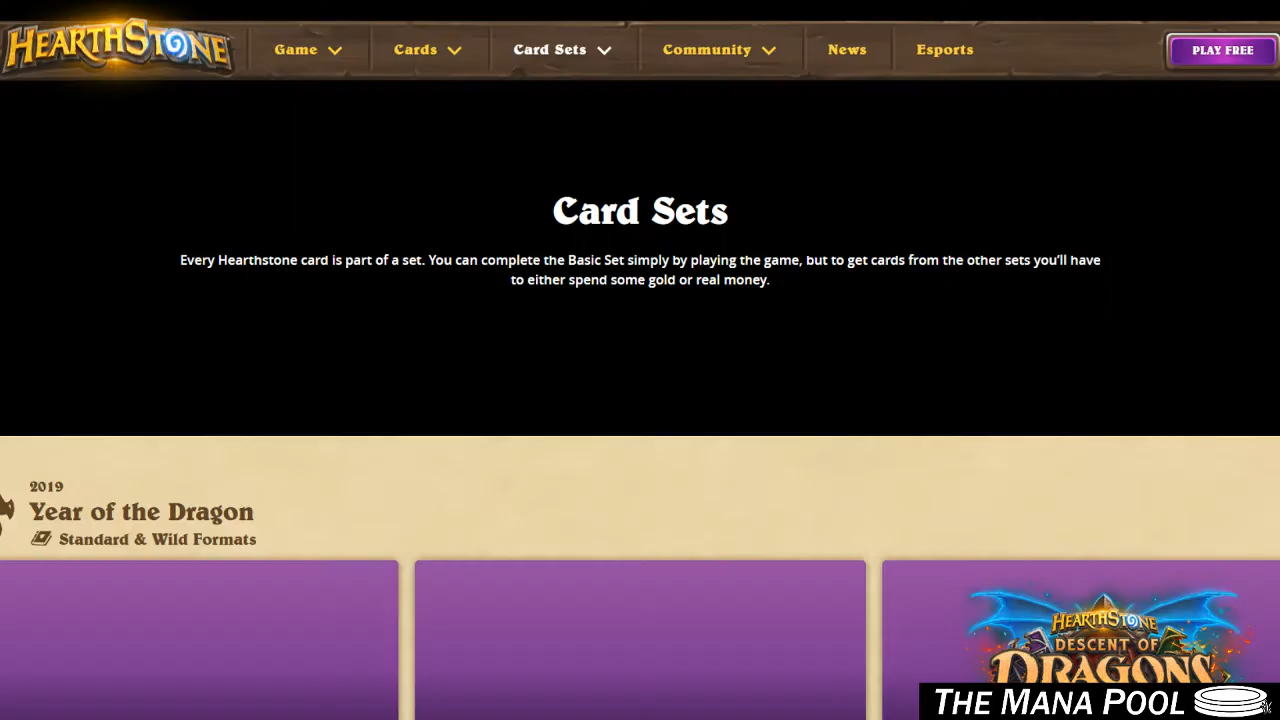 HEARTHSTONE
Game
Cards
Card Sets
Community
News
Esports
PLAY FREE
Card Sets
Every Hearthstone card is part of a set. You can complete the Basic Set simply by playing the game, but to get cards from the other sets you'll have
to either spend some gold or real money.
2019
Year of the Dragon
Standard & Wild Formats
HEARTHSTONE
DESCENT OF
DRAGONS
THE MANA POOL